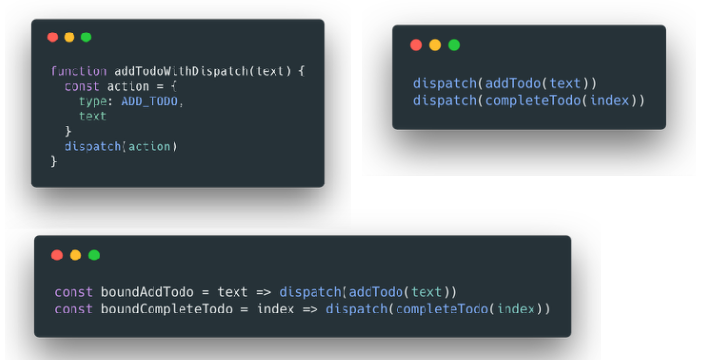 function addTodoWithDispatch(text) {
  const action = {
    type: ADD_TODO,
    text
  }
  dispatch(action)
}
dispatch(addTodo(text))
dispatch(completeTodo(index))
const boundAddTodo = text => dispatch(addTodo(text))
const boundCompleteTodo = index => dispatch(completeTodo(index))